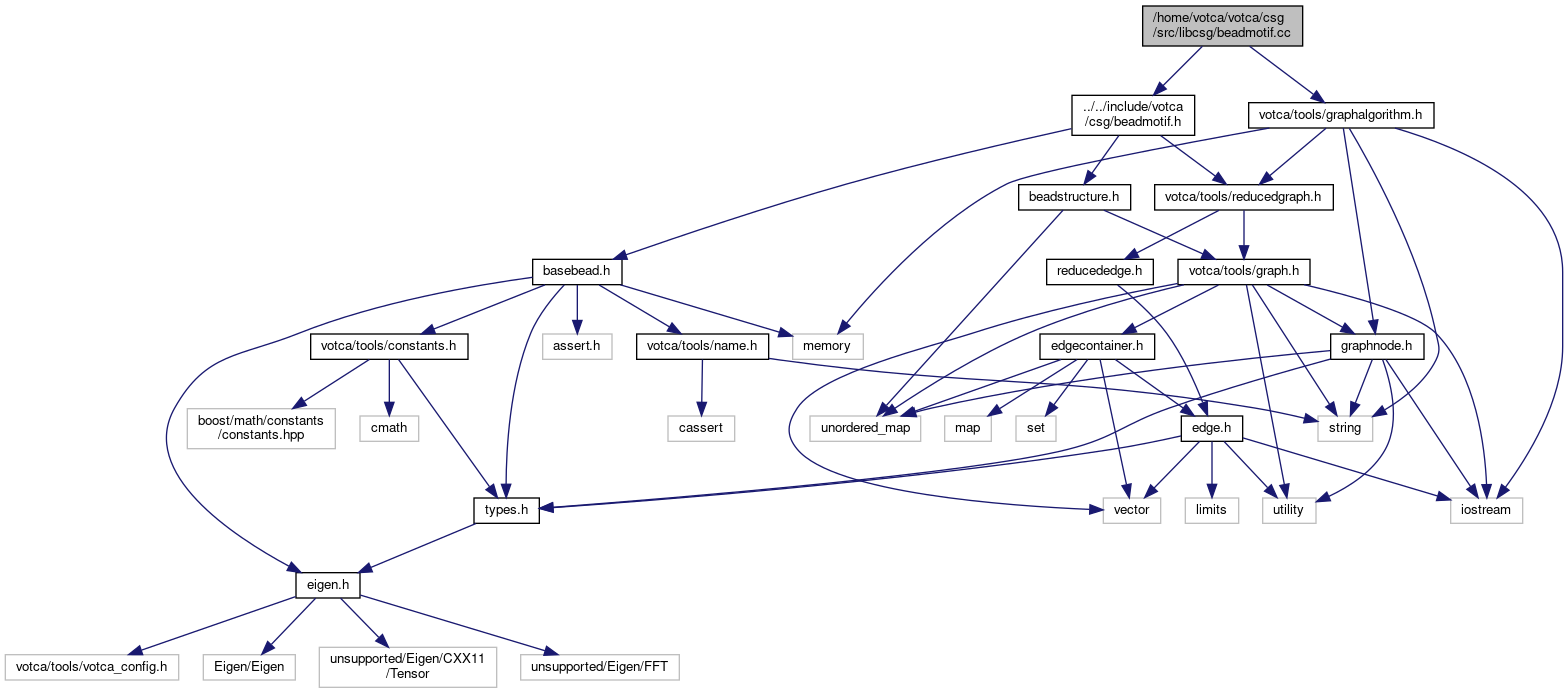 /home/votca/votca/csg
/src/libcsg/beadmotif.cc
../../include/votca
/csg/beadmotif.h
votca/tools/graphalgorithm.h
beadstructure.h
votca/tools/reducedgraph.h
basebead.h
reducededge.h
votca/tools/graph.h
votca/tools/constants.h
assert.h
votca/tools/name.h
memory
edgecontainer.h
graphnode.h
boost/math/constants
/constants.hpp
cmath
cassert
unordered_map
map
set
edge.h
string
types.h
vector
limits
utility
iostream
eigen.h
votca/tools/votca_config.h
Eigen/Eigen
unsupported/Eigen/CXX11
/Tensor
unsupported/Eigen/FFT